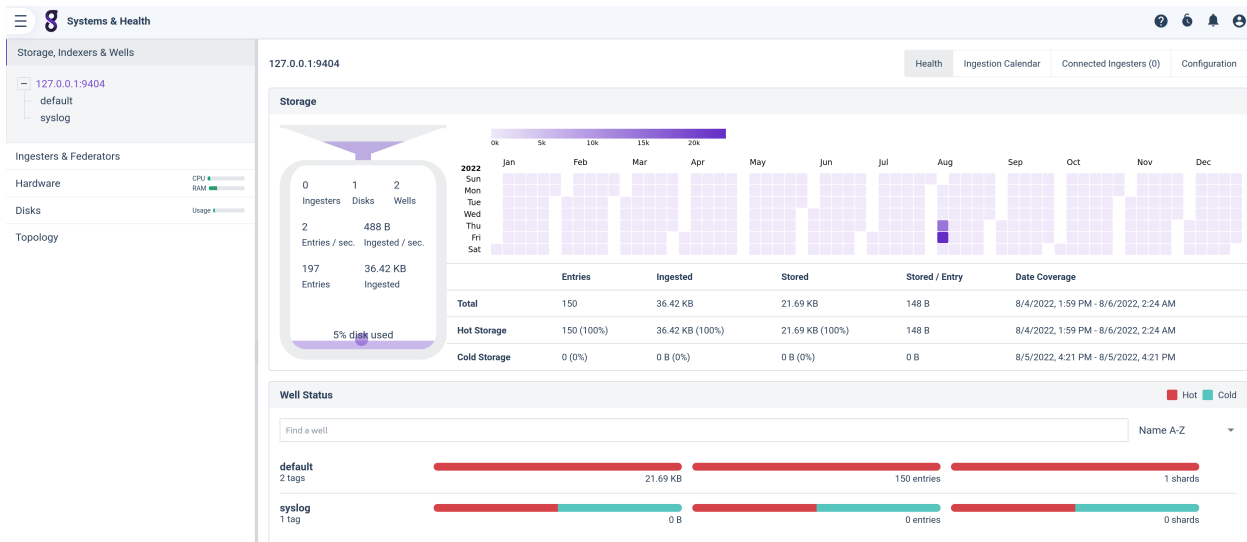 Systems & Health
Storage, Indexers & Wells
127.0.0.1:9404
default
syslog
Ingesters & Federators
Hardware
CPU
RAM
Disks
Usage
Topology
127.0.0.1:9404
Health Ingestion Calendar Connected Ingesters (0) Configuration
Storage
0 1 2
Ingesters Disks Wells
2 488 B
Entries / sec. Ingested / sec.
197 36.42 KB
Entries Ingested
5% disk used
0k 5k 10k 15k 20k
Jan Feb Mar Apr May Jun Jul Aug Sep Oct Nov Dec
2022
Sun
Mon
Tue
Wed
Thu
Fri
Sat
Entries Ingested Stored Stored / Entry Date Coverage
Total 150 36.42 KB 21.69 KB 148 B 8/4/2022, 1:59 PM - 8/6/2022, 2:24 AM
Hot Storage 150 (100%) 36.42 KB (100%) 21.69 KB (100%) 148 B 8/4/2022, 1:59 PM - 8/6/2022, 2:24 AM
Cold Storage 0 (0%) 0 B (0%) 0 B (0%) 0 B 8/5/2022, 4:21 PM - 8/5/2022, 4:21 PM
Well Status Hot Cold
Find a well Name A-Z
default
2 tags 21.69 KB 150 entries 1 shards
syslog
1 tag 0 B 0 entries 0 shards